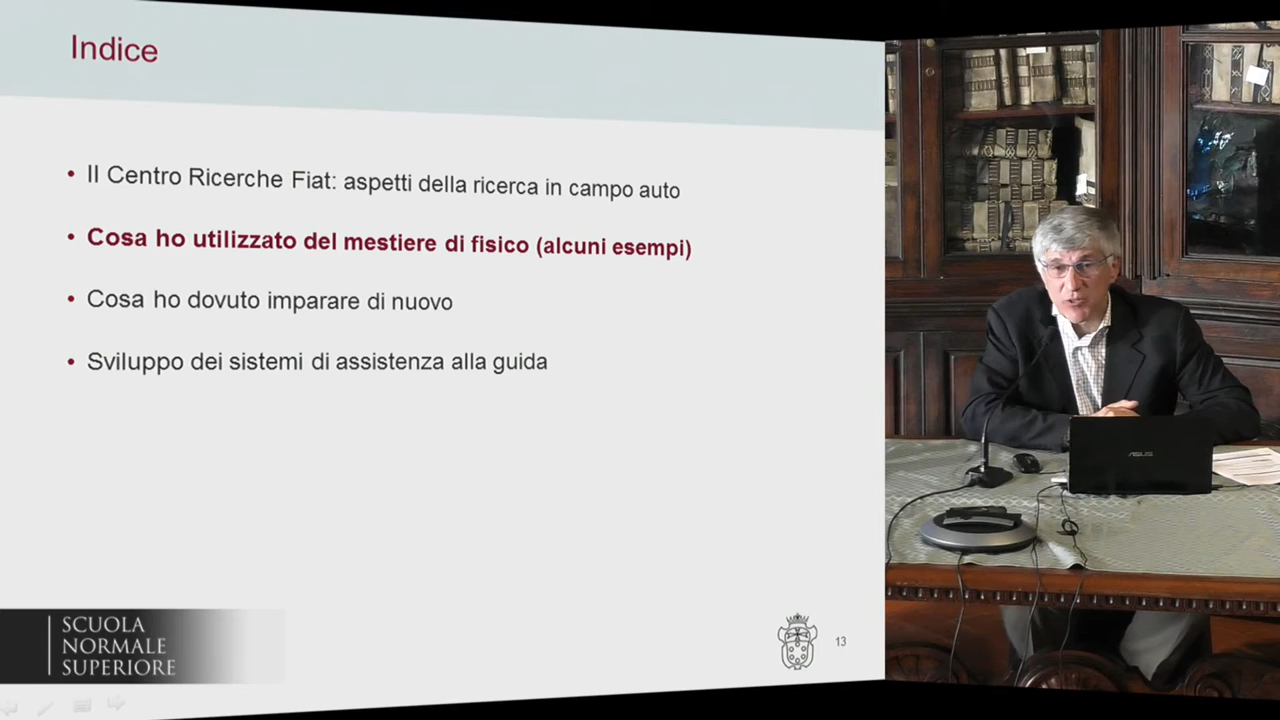 Indice
• Il Centro Ricerche Fiat: aspetti della ricerca in campo auto
• Cosa ho utilizzato del mestiere di fisico (alcuni esempi)
• Cosa ho dovuto imparare di nuovo
• Sviluppo dei sistemi di assistenza alla guida
SCUOLA
NORMALE
SUPERIORE
13
ASUS